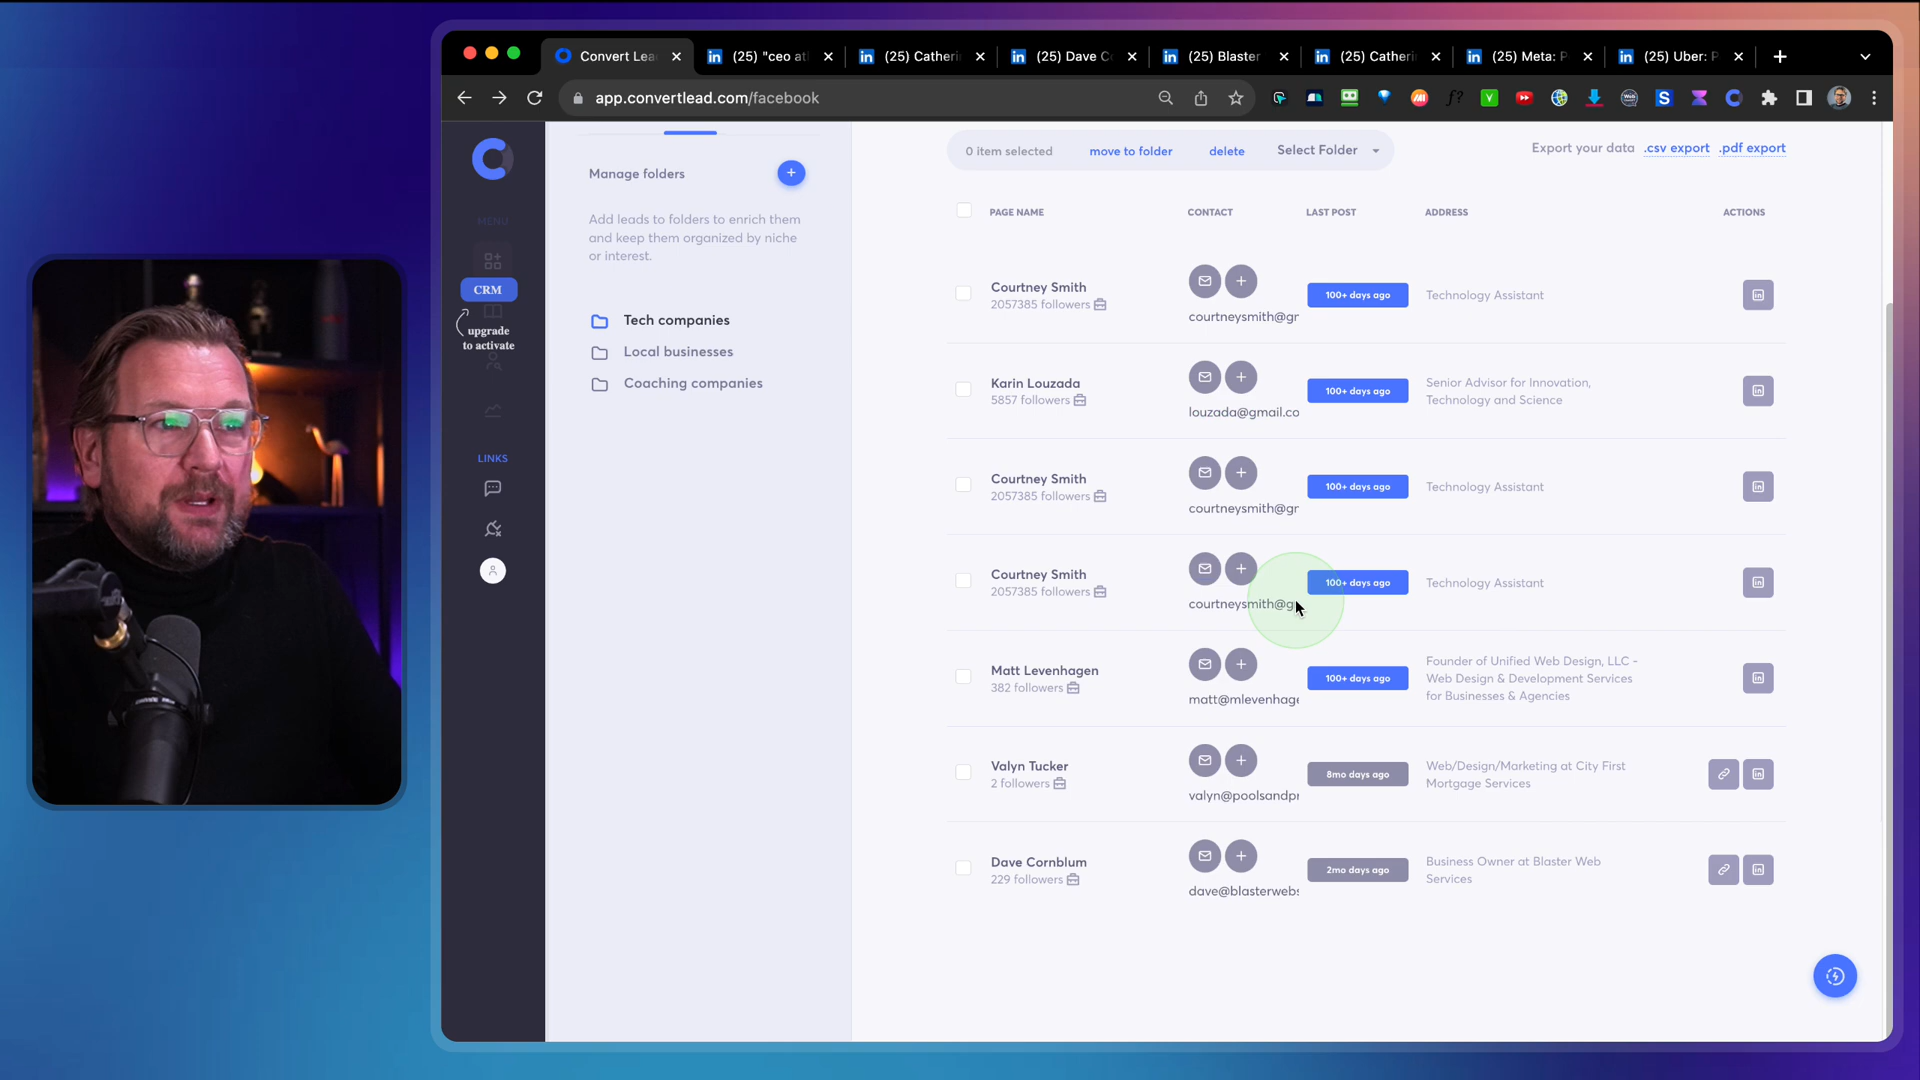 Convert Lea
(25) "ceo at
(25) Catheri
(25) Dave C
(25) Blaster
(25) Catheri
(25) Meta: P
(25) Uber: P
app.convertlead.com/facebook
MENU
CRM
upgrade
to activate
LINKS
Manage folders
Add leads to folders to enrich them
and keep them organized by niche
or interest.
Tech companies
Local businesses
Coaching companies
0 item selected move to folder delete Select Folder
Export your data .csv export .pdf export
PAGE NAME CONTACT LAST POST ADDRESS ACTIONS
Courtney Smith
2057385 followers
courtneysmith@gr
100+ days ago
Technology Assistant
Karin Louzada
5857 followers
louzada@gmail.co
100+ days ago
Senior Advisor for Innovation,
Technology and Science
Courtney Smith
2057385 followers
courtneysmith@gr
100+ days ago
Technology Assistant
Courtney Smith
2057385 followers
courtneysmith@g
100+ days ago
Technology Assistant
Matt Levenhagen
382 followers
matt@mlevenhage
100+ days ago
Founder of Unified Web Design, LLC -
Web Design & Development Services
for Businesses & Agencies
Valyn Tucker
2 followers
valyn@poolsandpr
8mo days ago
Web/Design/Marketing at City First
Mortgage Services
Dave Cornblum
229 followers
dave@blasterwebs
2mo days ago
Business Owner at Blaster Web
Services